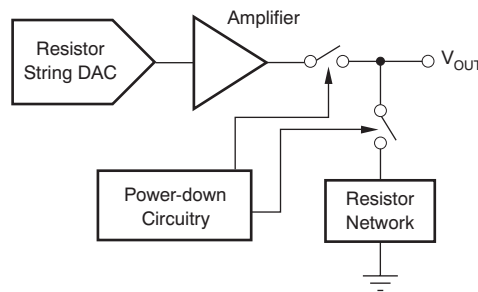 Amplifier
Resistor
String DAC
V_OUT
Power-down
Circuitry
Resistor
Network